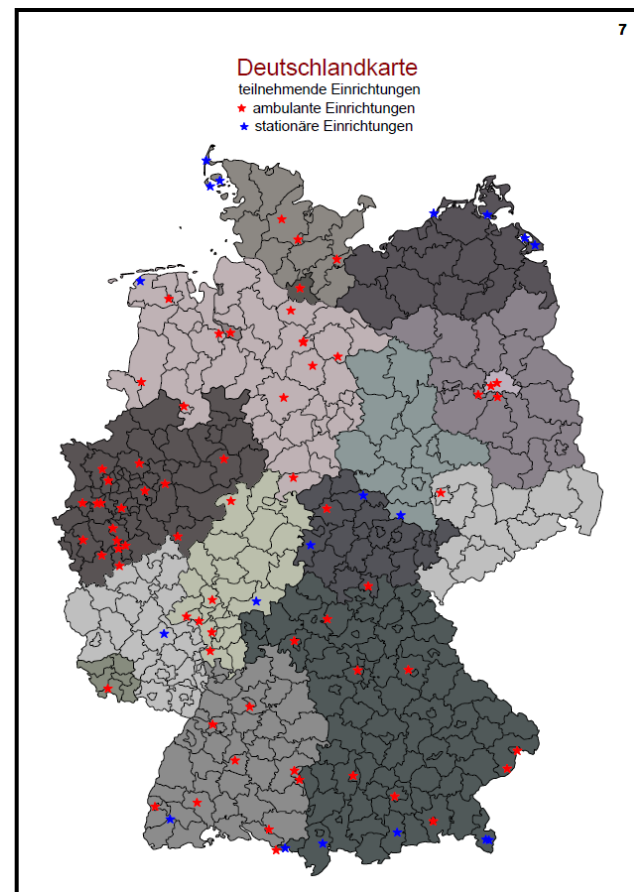 7
Deutschlandkarte
teilnehmende Einrichtungen
ambulante Einrichtungen
stationäre Einrichtungen